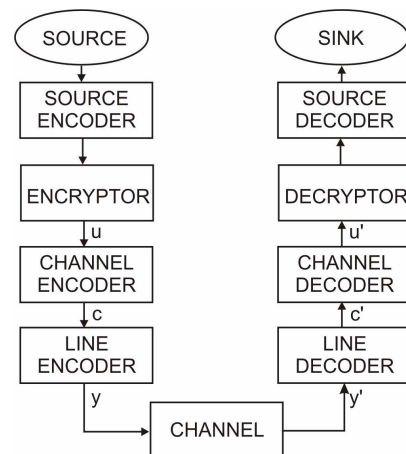 SOURCE
SOURCE
ENCODER
ENCRYPTOR
u
CHANNEL
ENCODER
c
LINE
ENCODER
y
CHANNEL
y'
LINE
DECODER
c'
CHANNEL
DECODER
u'
DECRYPTOR
SOURCE
DECODER
SINK